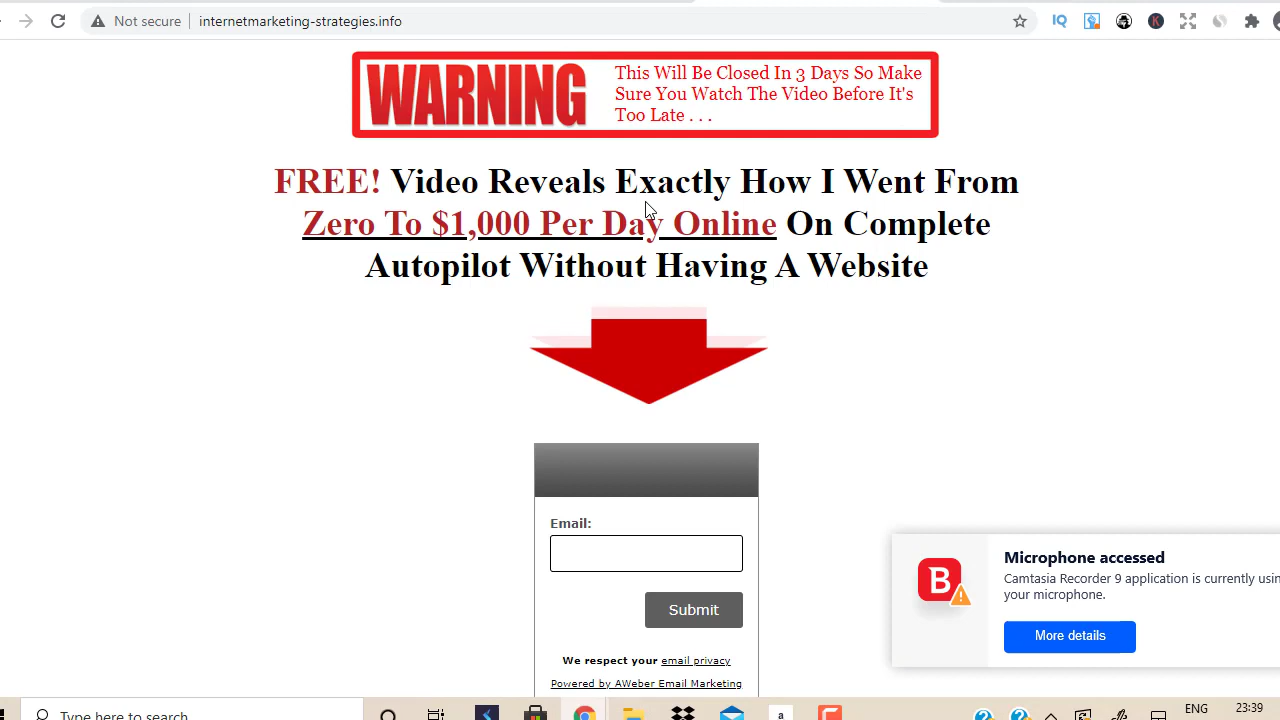 Not secure
internetmarketing-strategies.info
IQ
K
WARNING
This Will Be Closed In 3 Days So Make
Sure You Watch The Video Before It's
Too Late . . .
FREE! Video Reveals Exactly How I Went From
Zero To $1,000 Per Day Online On Complete
Autopilot Without Having A Website
Email:
Submit
We respect your email privacy
Powered by AWeber Email Marketing
B
Microphone accessed
Camtasia Recorder 9 application is currently
your microphone.
More details
Type here to search
a
C
ENG
23:39